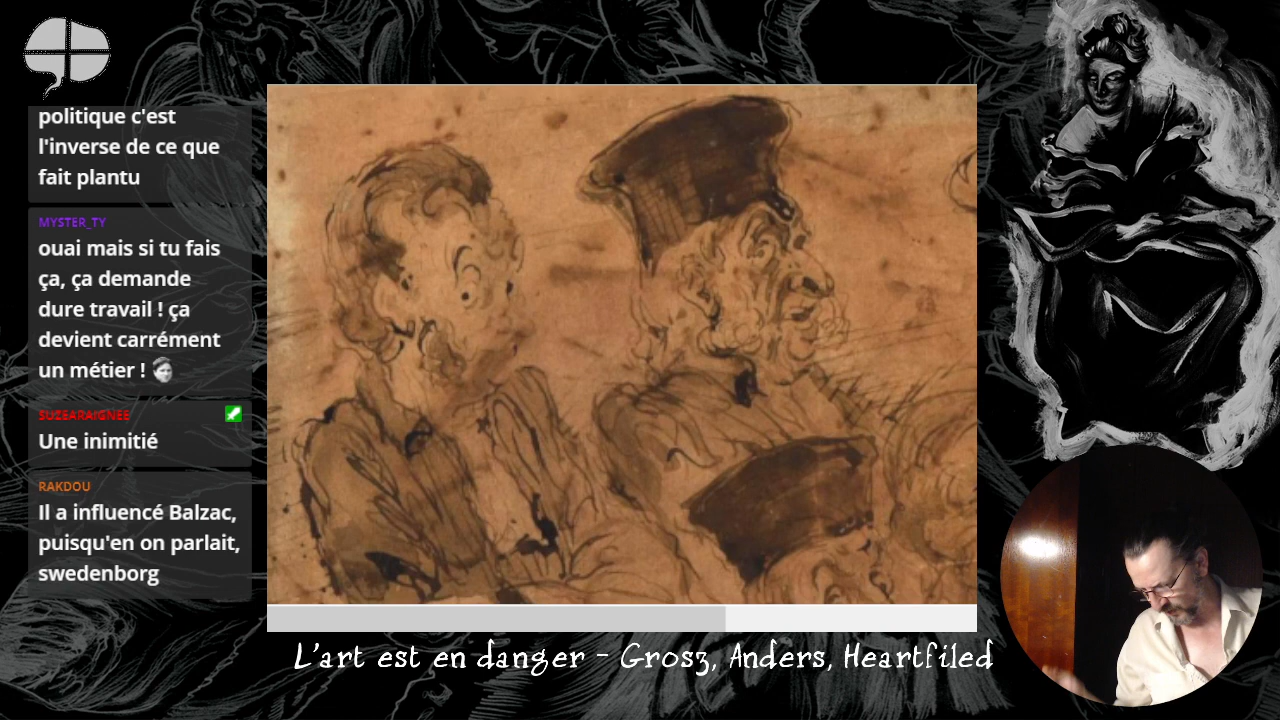 politique c'est
l'inverse de ce que
fait plantu
MYSTER_TY
ouai mais si tu fais
ça, ça demande
dure travail ! ça
devient carrément
un métier !
SUZEARAIGNEE
Une inimitié
RAKDOU
Il a influencé Balzac,
puisqu'en on parlait,
swedenborg
L'art est en danger - Grosz, Anders, Heartfiled